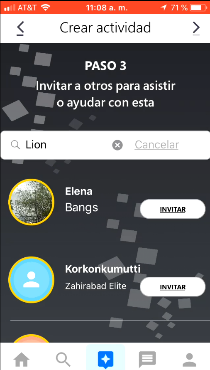 11:08 a. m.
71 %
Crear actividad
PASO 3
Invitar a otros para asistir
o ayudar con esta
Lion
Cancelar
Elena
Bangs
INVITAR
Korkonkumutti
Zahirabad Elite
INVITAR